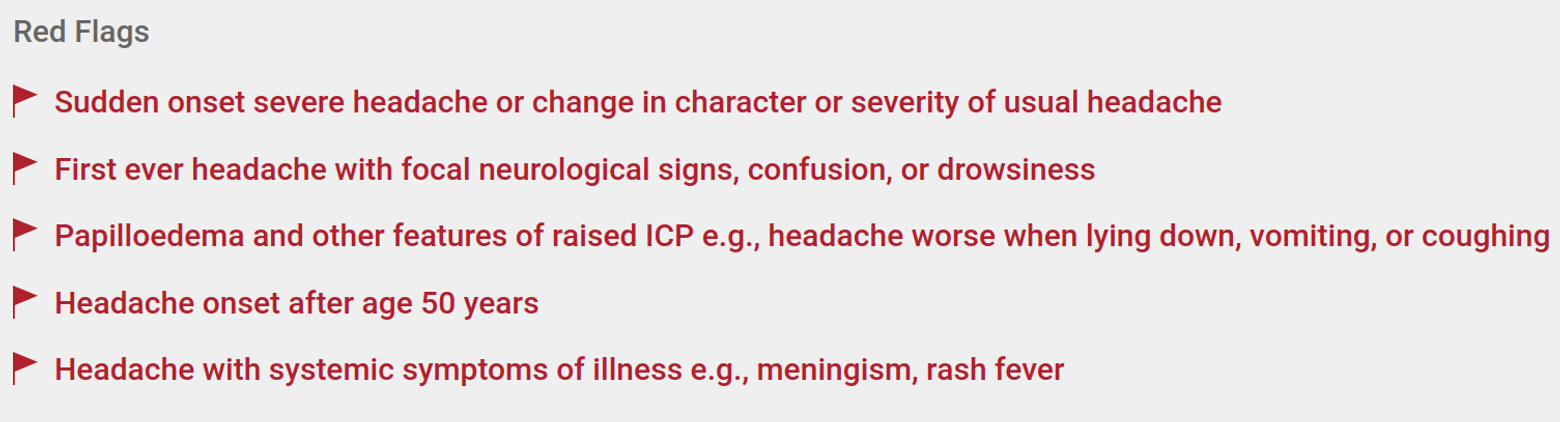 Red Flags
Sudden onset severe headache or change in character or severity of usual headache
First ever headache with focal neurological signs, confusion, or drowsiness
Papilloedema and other features of raised ICP e.g., headache worse when lying down, vomiting, or coughing
Headache onset after age 50 years
Headache with systemic symptoms of illness e.g., meningism, rash fever